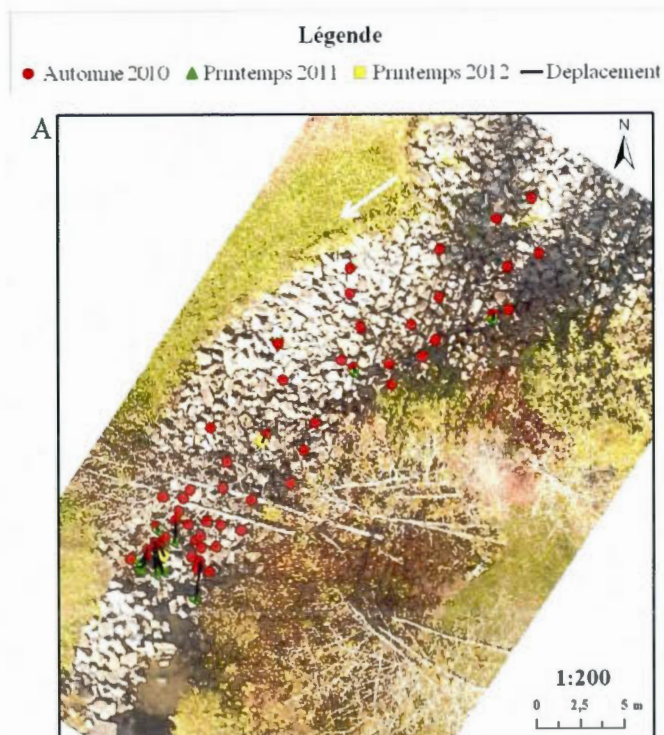 Légende
Automne 2010 Printemps 2011 Printemps 2012 Deplacement
A
N
1:200
0 2,5 5 m